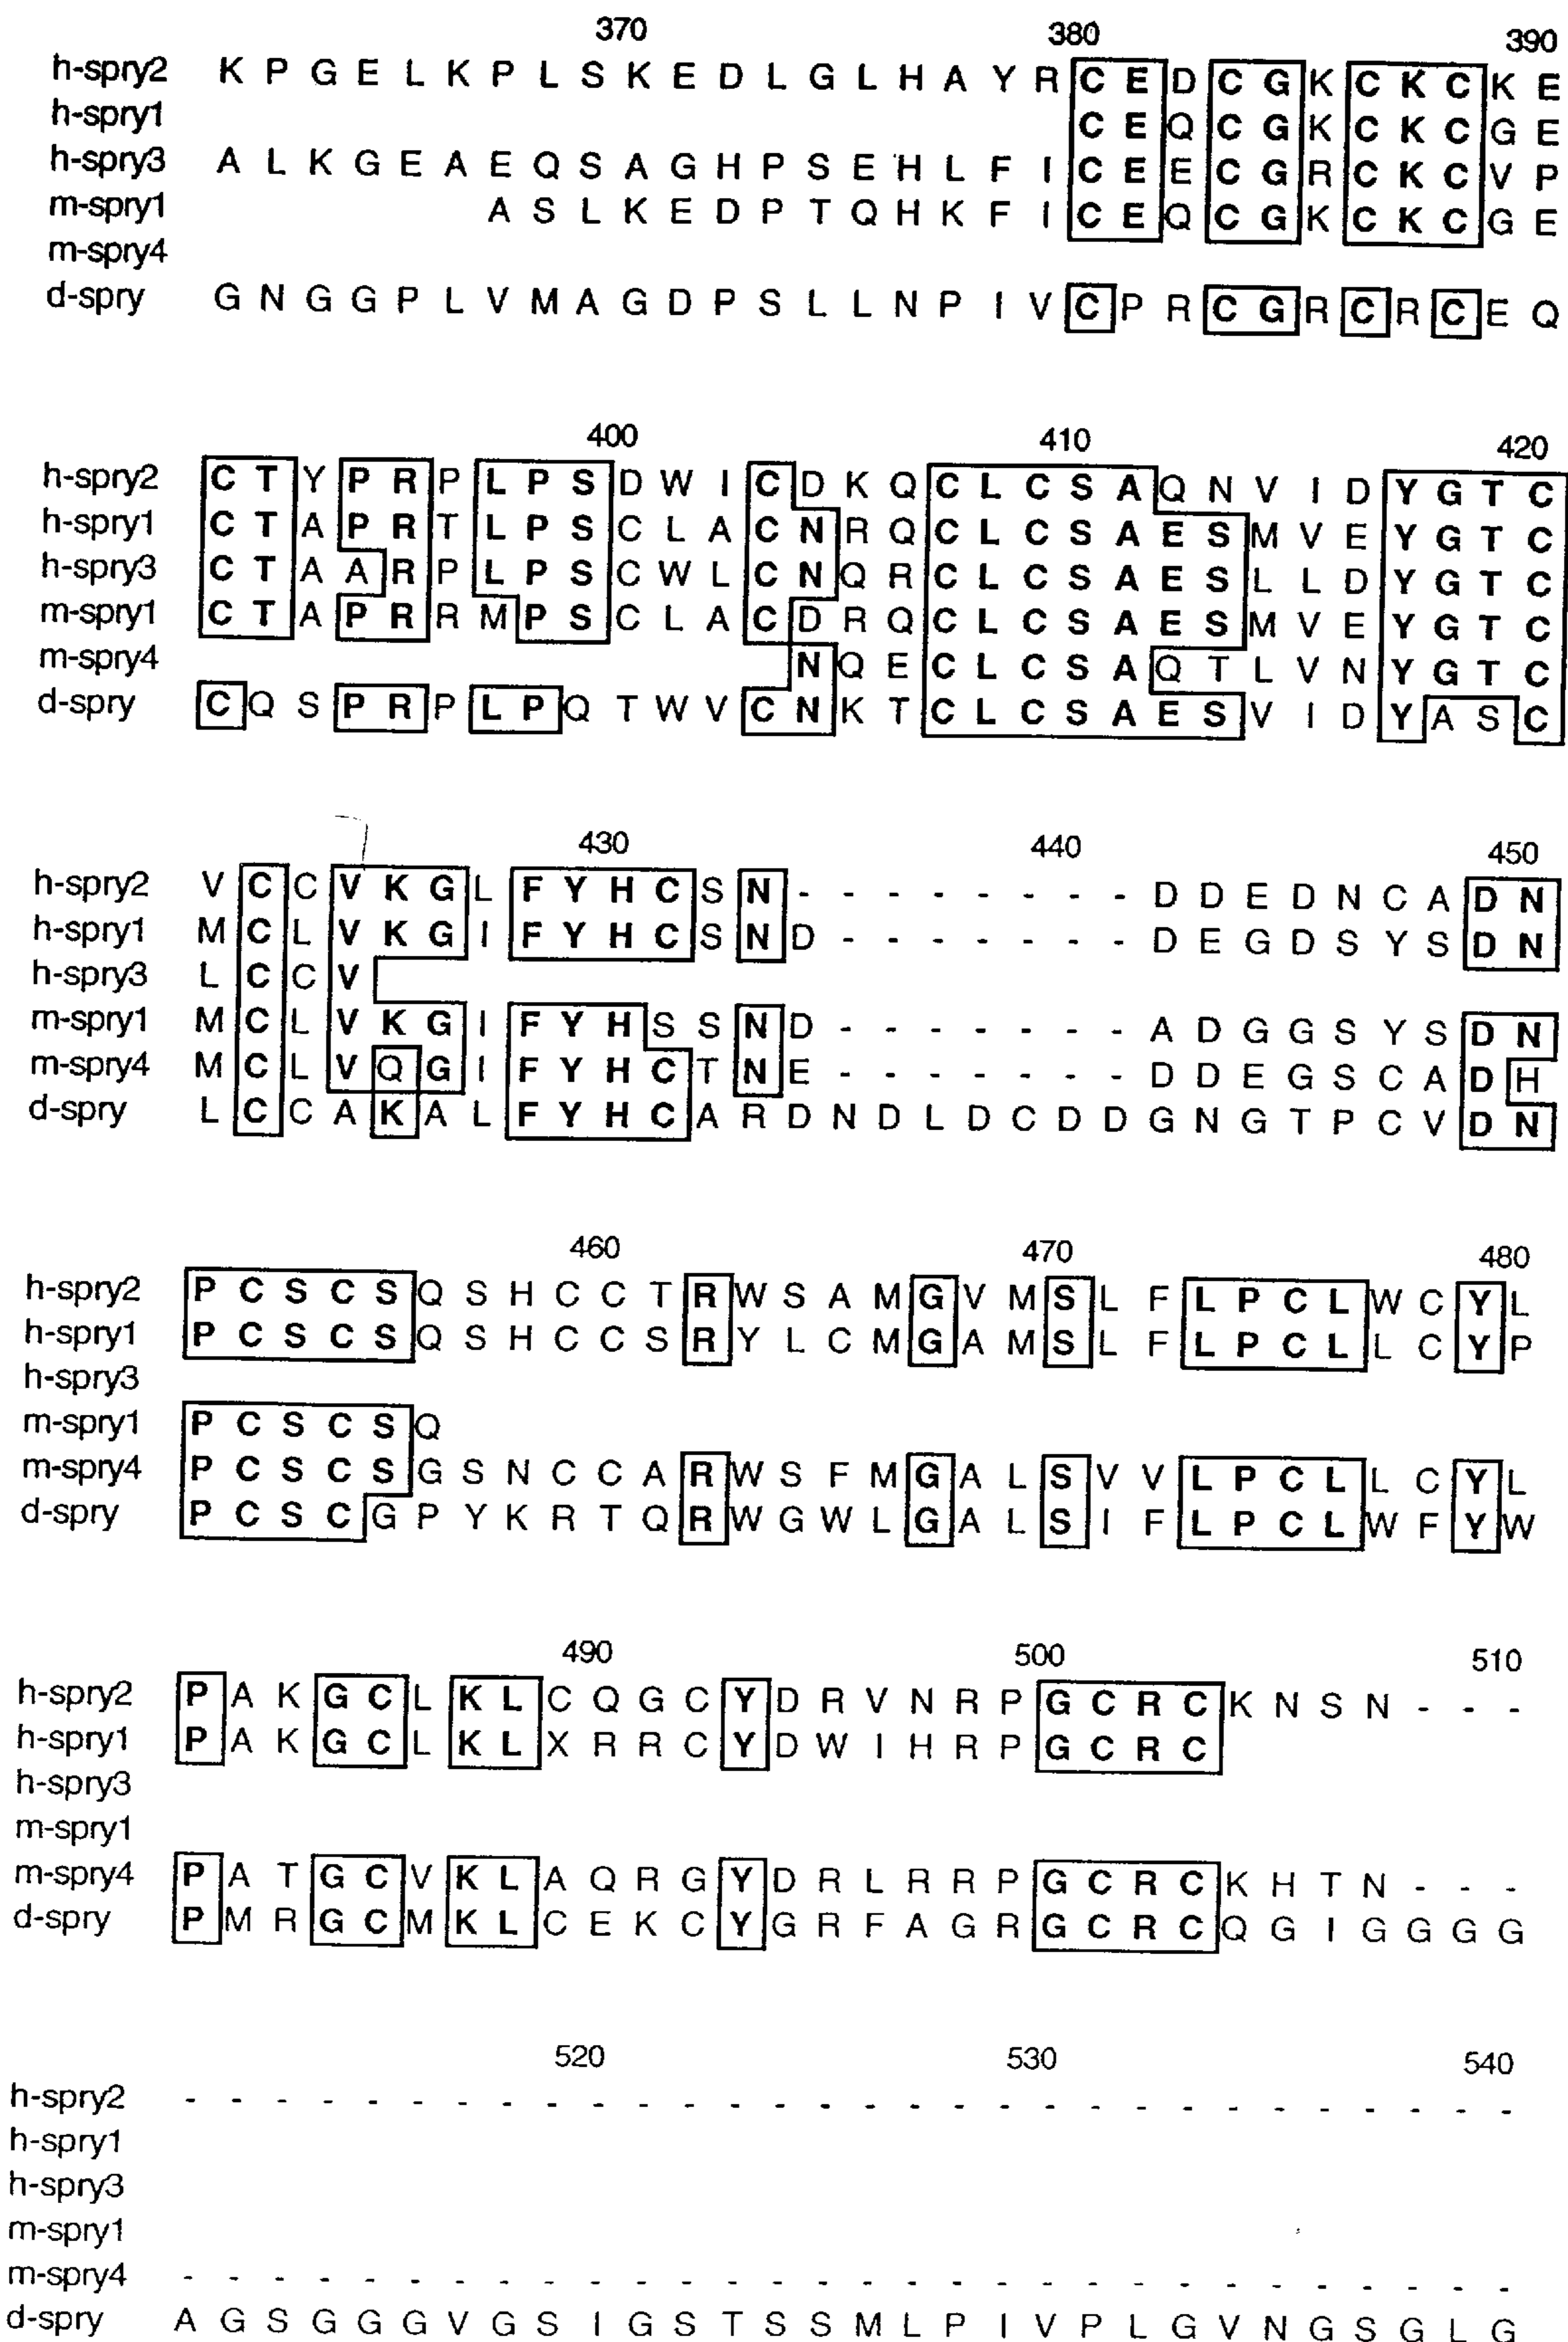 370 380 390
h-spry2 K P G E L K P L S K E D L G L H A Y R C E D C G K C K C K E
h-spry1 C E Q C G K C K C G E
h-spry3 A L K G E A E Q S A G H P S E H L F I C E E C G R C K C V P
m-spry1 A S L K E D P T Q H K F I C E Q C G K C K C G E
m-spry4
d-spry G N G G P L V M A G D P S L L N P I V C P R C G R C R C E Q
400 410 420
h-spry2 C T Y P R P L P S D W I C D K Q C L C S A Q N V I D Y G T C
h-spry1 C T A P R T L P S C L A C N R Q C L C S A E S M V E Y G T C
h-spry3 C T A A R P L P S C W L C N Q R C L C S A E S L L D Y G T C
m-spry1 C T A P R R M P S C L A C D R Q C L C S A E S M V E Y G T C
m-spry4 N Q E C L C S A Q T L V N Y G T C
d-spry C Q S P R P L P Q T W V C N K T C L C S A E S V I D Y A S C
430 440 450
h-spry2 V C C V K G L F Y H C S N - - - - - - - - D D E D N C A D N
h-spry1 M C L V K G I F Y H C S N D - - - - - - - D E G D S Y S D N
h-spry3 L C C V
m-spry1 M C L V K G I F Y H S S N D - - - - - - - A D G G S Y S D N
m-spry4 M C L V Q G I F Y H C T N E - - - - - - - D D E G S C A D H
d-spry L C C A K A L F Y H C A R D N D L D C D D G N G T P C V D N
460 470 480
h-spry2 P C S C S Q S H C C T R W S A M G V M S L F L P C L W C Y L
h-spry1 P C S C S Q S H C C S R Y L C M G A M S L F L P C L L C Y P
h-spry3
m-spry1 P C S C S Q
m-spry4 P C S C S G S N C C A R W S F M G A L S V V L P C L L C Y L
d-spry P C S C G P Y K R T Q R W G W L G A L S I F L P C L W F Y W
490 500 510
h-spry2 P A K G C L K L C Q G C Y D R V N R P G C R C K N S N - - -
h-spry1 P A K G C L K L X R R C Y D W I H R P G C R C
h-spry3
m-spry1
m-spry4 P A T G C V K L A Q R G Y D R L R R P G C R C K H T N - - -
d-spry P M R G C M K L C E K C Y G R F A G R G C R C Q G I G G G G
520 530 540
h-spry2 - - - - - - - - - - - - - - - - - - - - - - - - - - - - - -
h-spry1
h-spry3
m-spry1
m-spry4 - - - - - - - - - - - - - - - - - - - - - - - - - - - - - -
d-spry A G S G G G V G S I G S T S S M L P I V P L G V N G S G L G